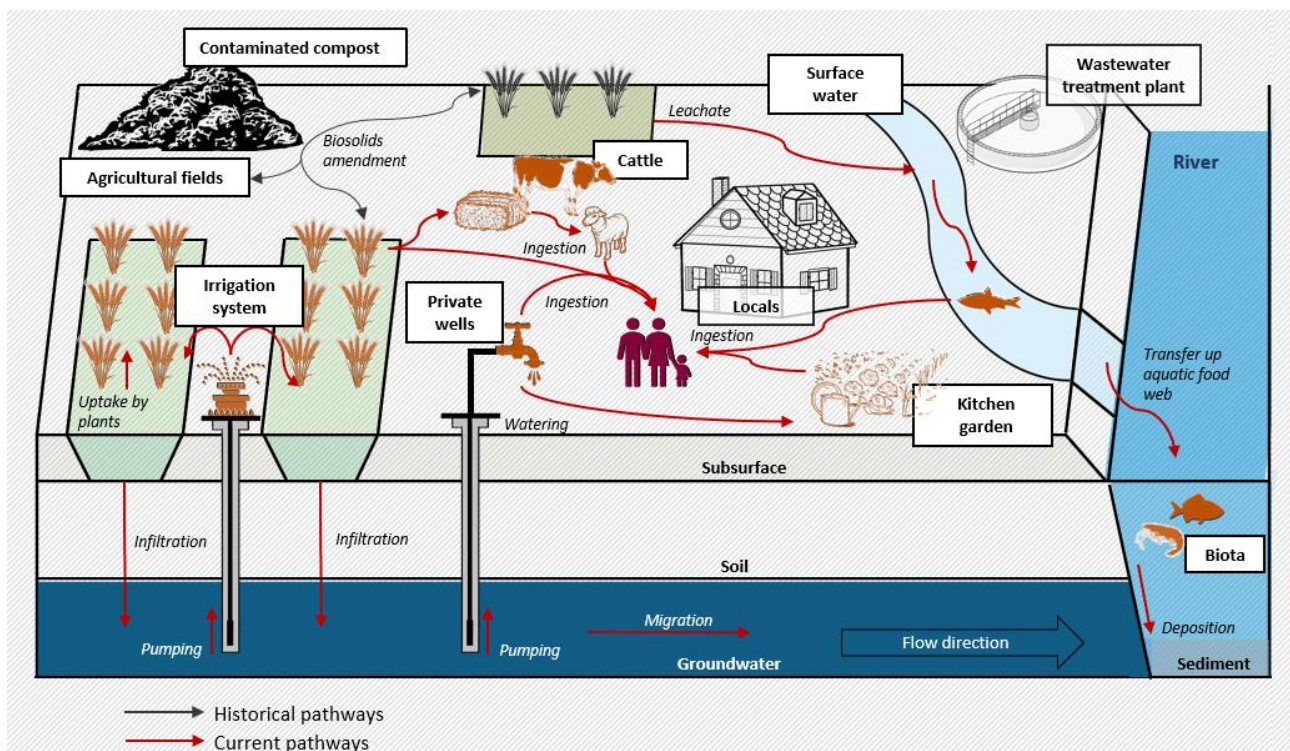 Contaminated compost
Surface
water
Wastewater
treatment plant
Leachate
Biosolids
amendment
Cattle
River
Agricultural fields
Ingestion
Irrigation
system
Private
wells
Ingestion
Locals
Ingestion
Transfer up
aquatic food
web
Uptake by
plants
Kitchen
garden
Watering
Subsurface
Infiltration
Infiltration
Biota
Soil
Migration
Deposition
Pumping
Pumping
Flow direction
Groundwater
Sediment
Historical pathways
Current pathways